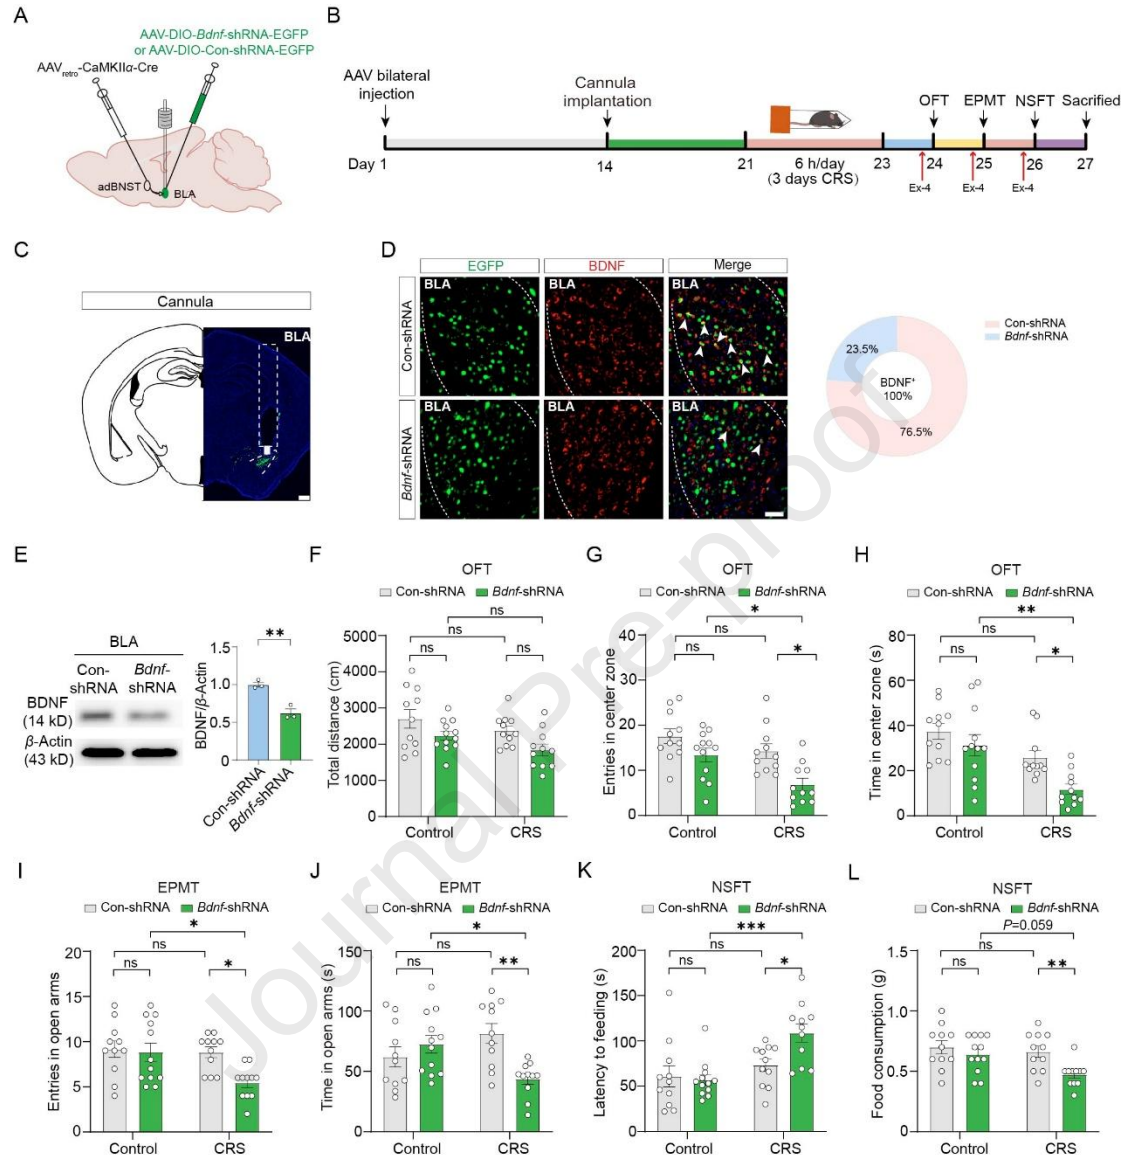 A
AAV-DIO-Bdnf-shRNA-EGFP
or AAV-DIO-Con-shRNA-EGFP
AAVretro-CaMKIIα-Cre
adBNST
BLA
B
AAV bilateral
injection
Cannula
implantation
OFT
EPMT
NSFT
Sacrified
Day 1
14
21
6 h/day
(3 days CRS)
23
24
25
26
27
Ex-4
Ex-4
Ex-4
C
Cannula
BLA
D
EGFP
BDNF
Merge
Con-shRNA
BLA
BLA
BLA
Bdnf-shRNA
BLA
BLA
BLA
23.5%
BDNF+
100%
76.5%
Con-shRNA
Bdnf-shRNA
E
BLA
Con-
shRNA
Bdnf-
shRNA
BDNF
(14 kD)
β-Actin
(43 kD)
**
BDNF/β-Actin
1.5
1.0
0.5
0
Con-shRNA
Bdnf-shRNA
F
OFT
Con-shRNA
Bdnf-shRNA
ns
ns
ns
ns
Total distance (cm)
5000
4000
3000
2000
1000
0
Control
CRS
G
OFT
Con-shRNA
Bdnf-shRNA
*
ns
ns
*
Entries in center zone
40
30
20
10
0
Control
CRS
H
OFT
Con-shRNA
Bdnf-shRNA
**
ns
ns
*
Time in center zone (s)
80
60
40
20
0
Control
CRS
I
EPMT
Con-shRNA
Bdnf-shRNA
*
ns
ns
*
Entries in open arms
20
15
10
5
0
Control
CRS
J
EPMT
Con-shRNA
Bdnf-shRNA
*
ns
ns
**
Time in open arms (s)
150
100
50
0
Control
CRS
K
NSFT
Con-shRNA
Bdnf-shRNA
***
ns
ns
*
Latency to feeding (s)
200
150
100
50
0
Control
CRS
L
NSFT
Con-shRNA
Bdnf-shRNA
P=0.059
ns
ns
**
Food consumption (g)
1.5
1.0
0.5
0
Control
CRS
Journal Pre-proof